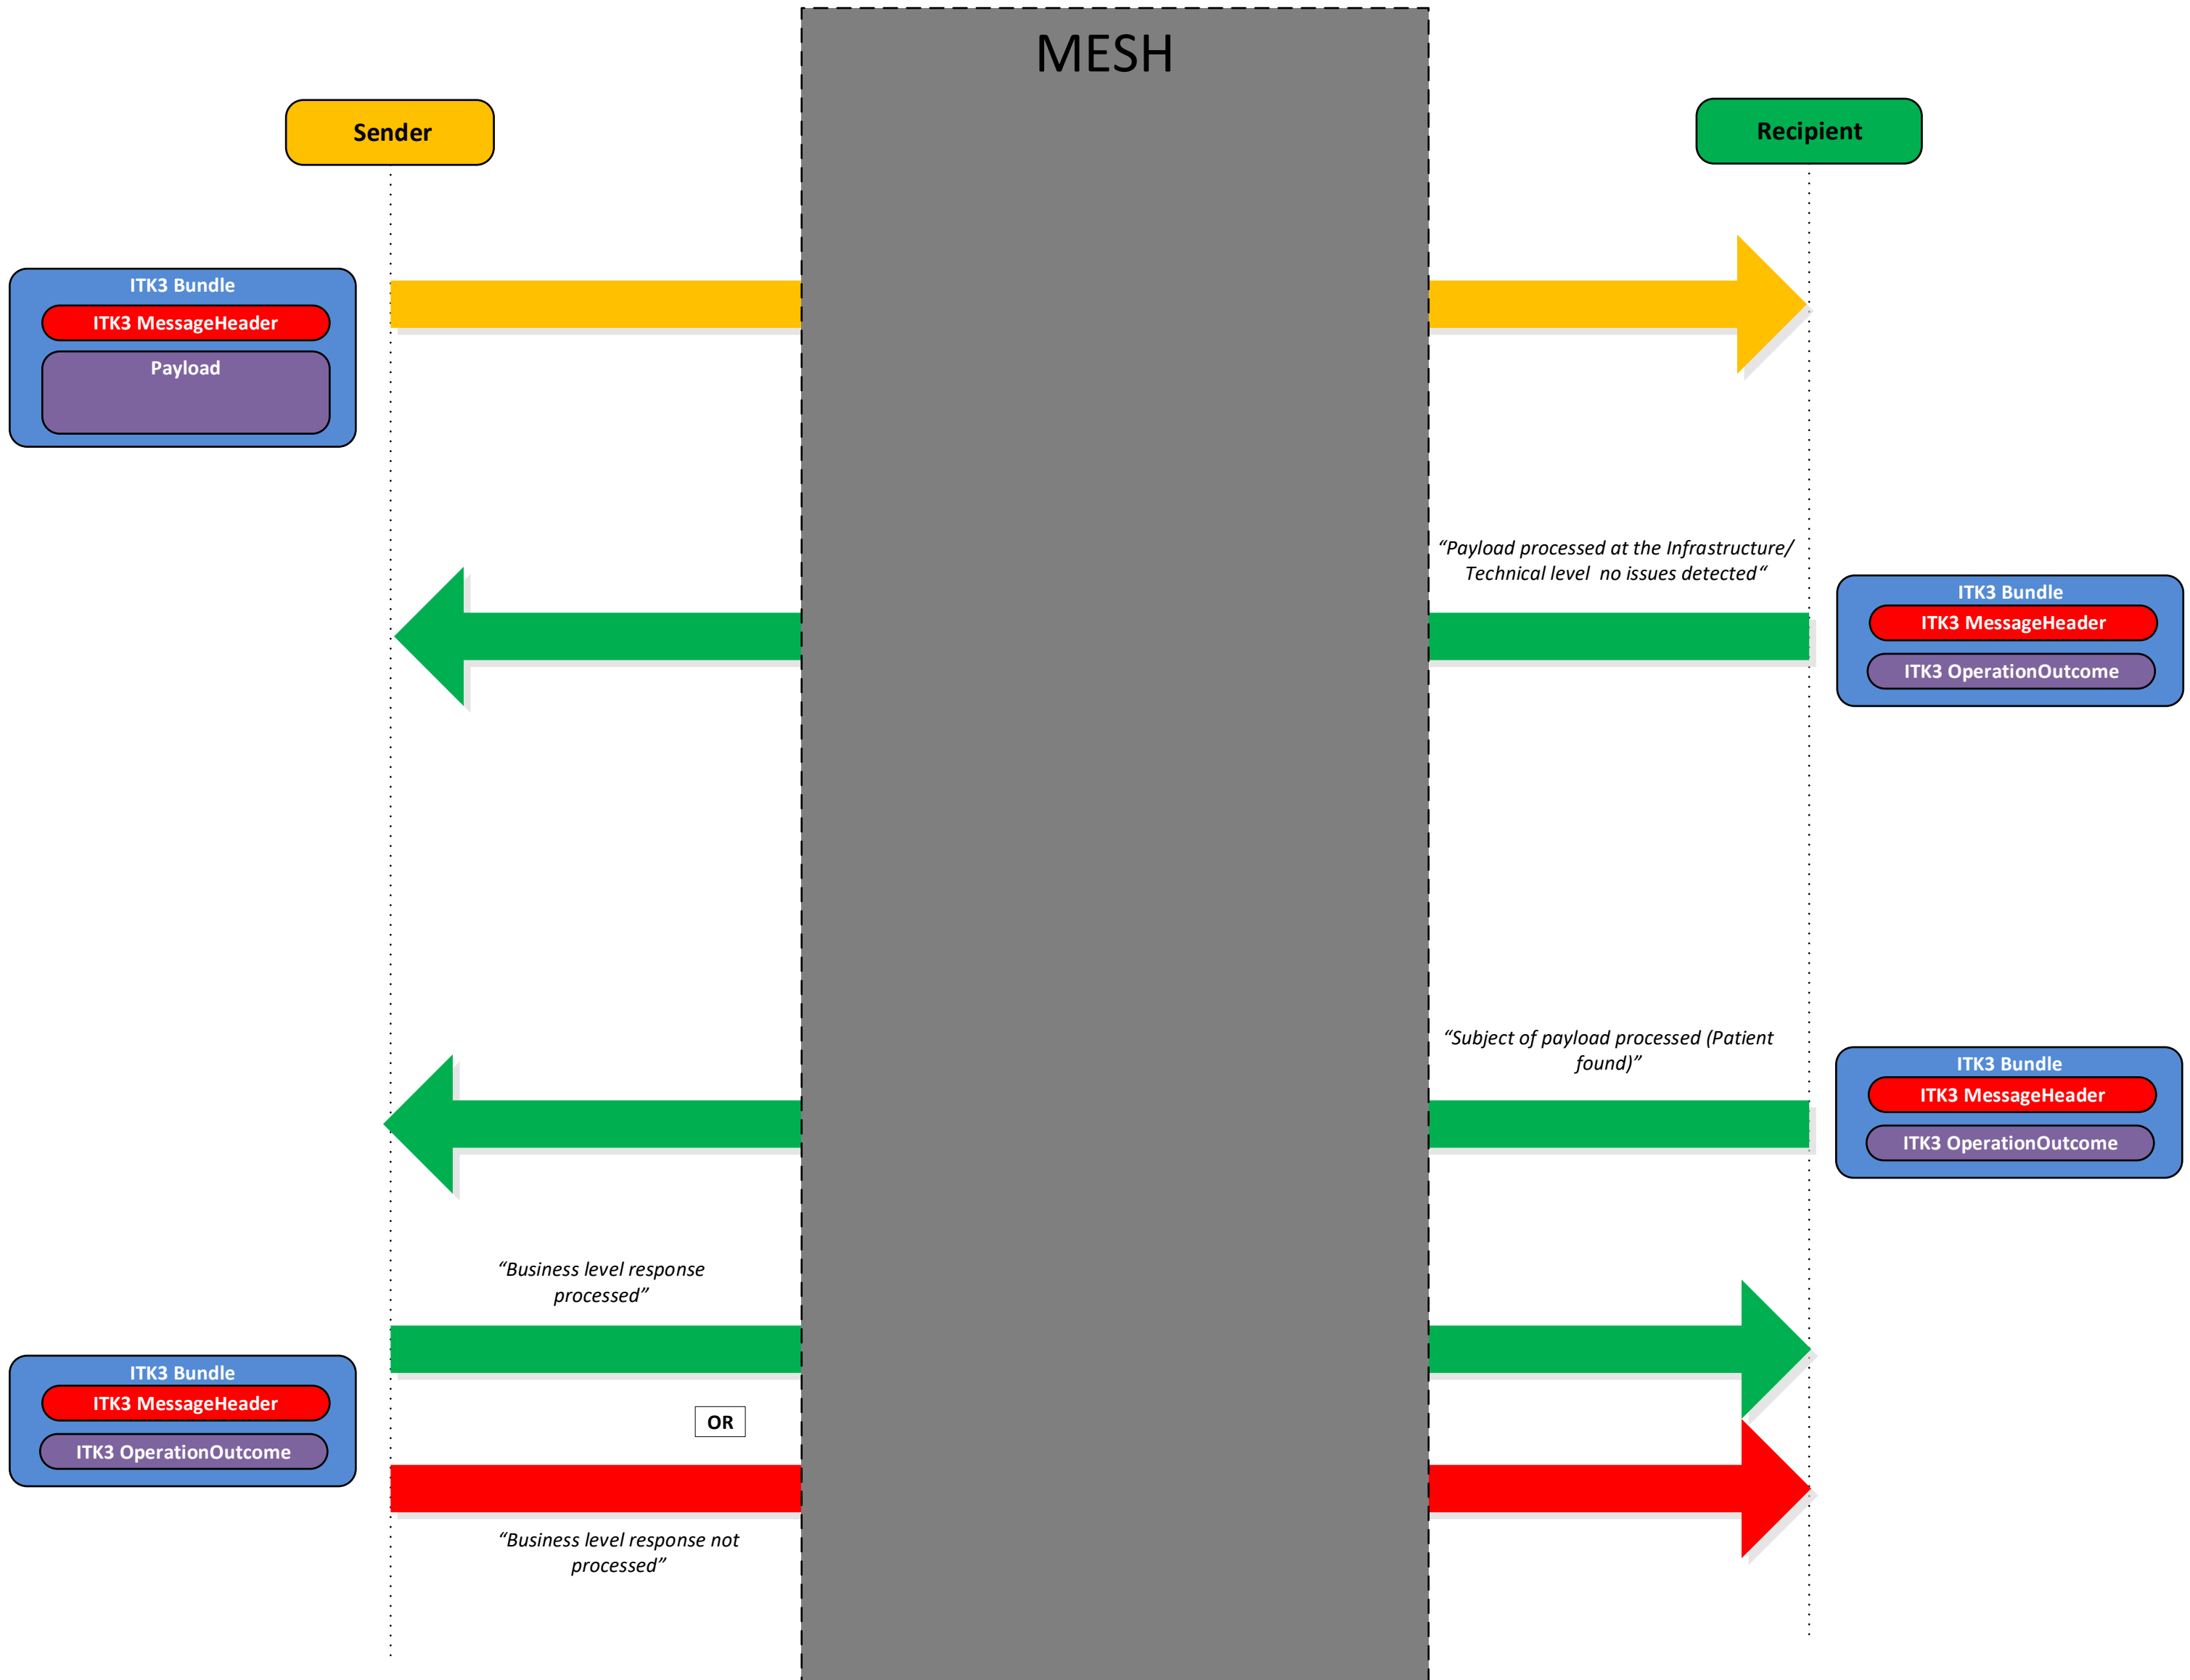 MESH
Sender
Recipient
ITK3 Bundle
ITK3 MessageHeader
Payload
“Payload processed at the Infrastructure/
Technical level  no issues detected“
ITK3 Bundle
ITK3 MessageHeader
ITK3 OperationOutcome
“Subject of payload processed (Patient
found)”
ITK3 Bundle
ITK3 MessageHeader
ITK3 OperationOutcome
“Business level response
processed”
ITK3 Bundle
ITK3 MessageHeader
ITK3 OperationOutcome
OR
“Business level response not
processed”